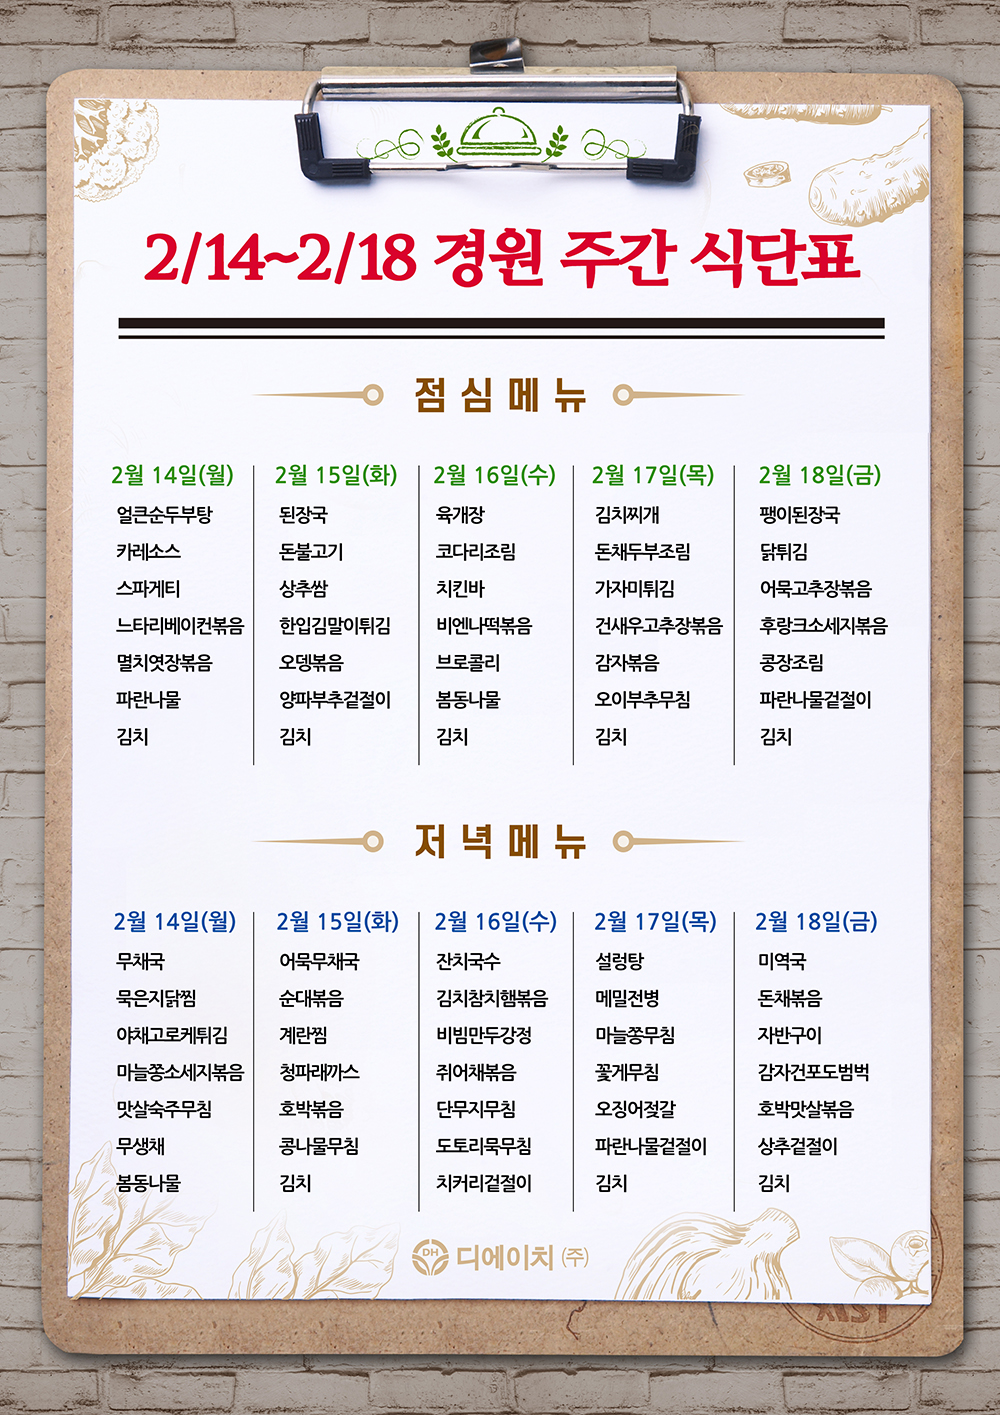 2/14~2/18 경원 주간 식단표
점심메뉴
2월 14일(월)
얼큰순두부탕
카레소스
스파게티
느타리베이컨볶음
멸치엿장볶음
파란나물
김치
2월 15일(화)
된장국
돈불고기
상추쌈
한입김말이튀김
오뎅볶음
양파부추겉절이
김치
2월 16일(수)
육개장
코다리조림
치킨바
비엔나떡볶음
브로콜리
봄동나물
김치
2월 17일(목)
김치찌개
돈채두부조림
가자미튀김
건새우고추장볶음
감자볶음
오이부추무침
김치
2월 18일(금)
팽이된장국
닭튀김
어묵고추장볶음
후랑크소세지볶음
콩장조림
파란나물겉절이
김치
저녁메뉴
2월 14일(월)
무채국
묵은지닭찜
야채고로케튀김
마늘쫑소세지볶음
맛살숙주무침
무생채
봄동나물
2월 15일(화)
어묵무채국
순대볶음
계란찜
청파래까스
호박볶음
콩나물무침
김치
2월 16일(수)
잔치국수
김치참치햄볶음
비빔만두강정
쥐어채볶음
단무지무침
도토리묵무침
치커리겉절이
2월 17일(목)
설렁탕
메밀전병
마늘쫑무침
꽃게무침
오징어젖갈
파란나물겉절이
김치
2월 18일(금)
미역국
돈채볶음
자반구이
감자건포도범벅
호박맛살볶음
상추겉절이
김치
DH 디에이치(주)